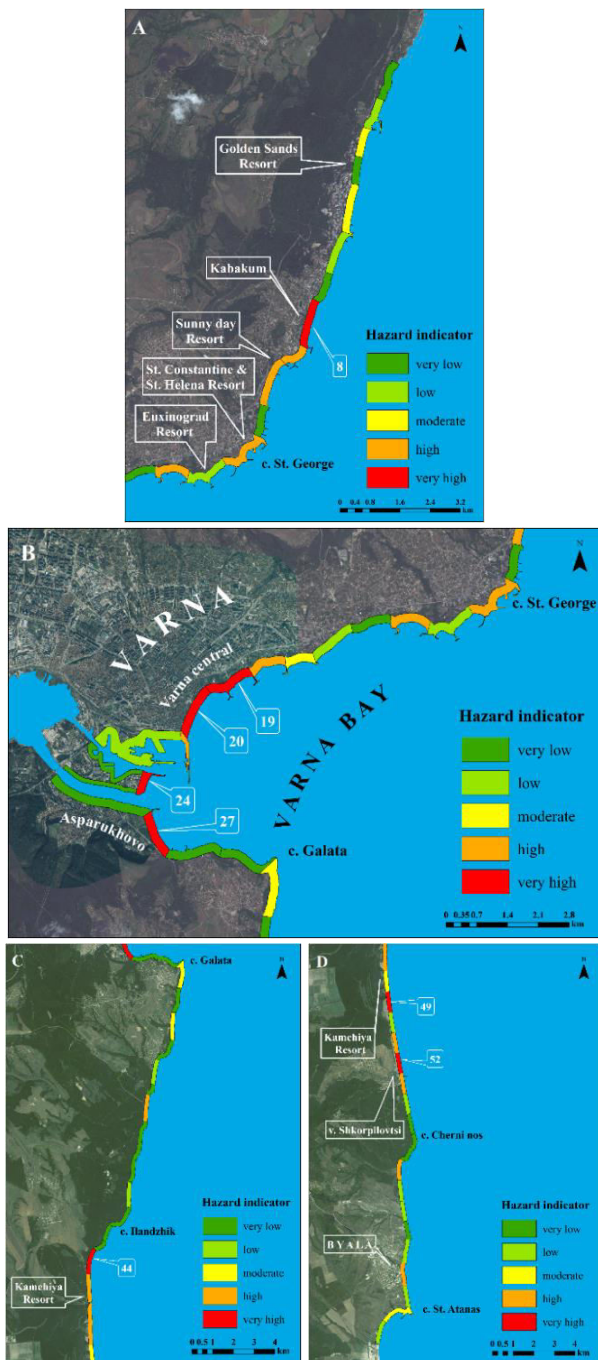 A
N
Golden Sands
Resort
Kabakum
Sunny day
Resort
8
St. Constantine &
St. Helena Resort
Euxinograd
Resort
c. St. George
Hazard indicator
very low
low
moderate
high
very high
0 0.4 0.8 1.6 2.4 3.2
km
B
N
VARNA
Varna central
c. St. George
19
20
VARNA BAY
24
27
Asparukhovo
c. Galata
Hazard indicator
very low
low
moderate
high
very high
0 0.35 0.7 1.4 2.1 2.8
km
C
N
c. Galata
c. Ilandzhik
44
Kamchiya
Resort
Hazard indicator
very low
low
moderate
high
very high
0 0.5 1 2 3 4
km
D
N
49
Kamchiya
Resort
52
v. Shkorpilovtsi
c. Cherni nos
BYALA
c. St. Atanas
Hazard indicator
very low
low
moderate
high
very high
0 0.5 1 2 3 4
km